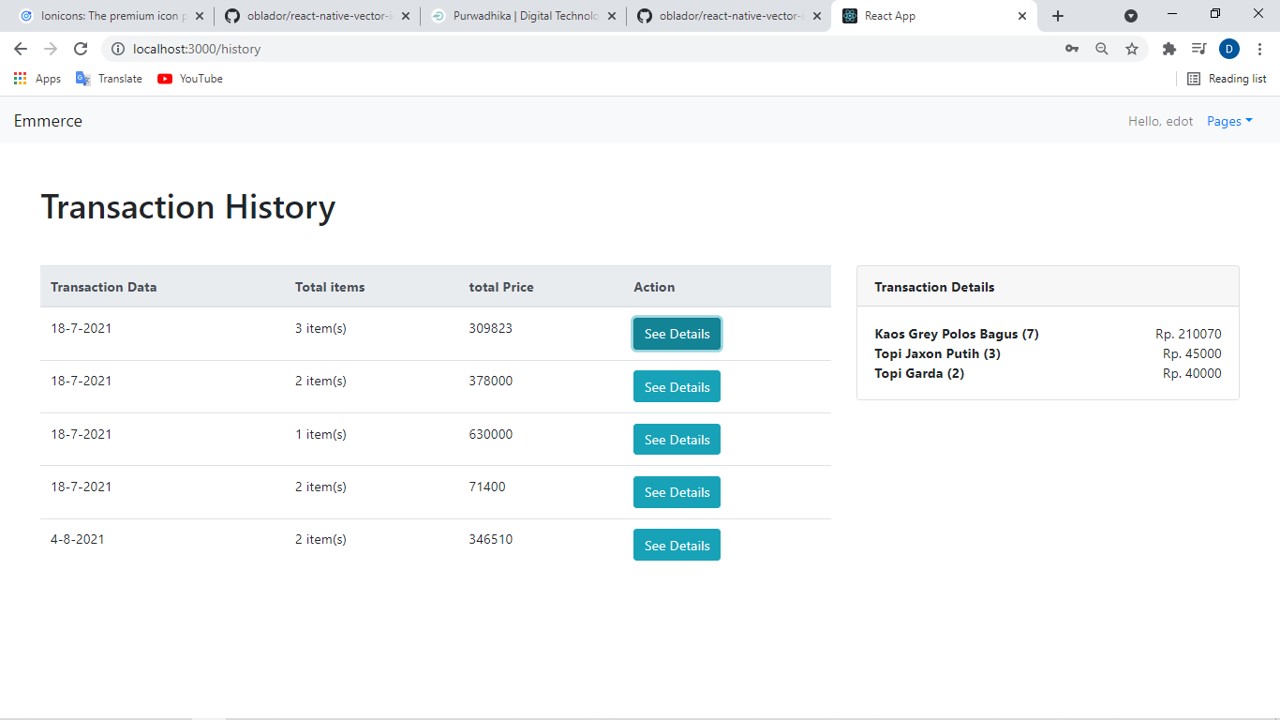 Ionicons: The premium icon p
oblador/react-native-vector-
Purwadhika | Digital Technolo
oblador/react-native-vector-
React App
localhost:3000/history
D
Apps
Translate
YouTube
Reading list
Emmerce
Hello, edot
Pages
Transaction History
Transaction Data Total items total Price Action
18-7-2021 3 item(s) 309823 See Details
18-7-2021 2 item(s) 378000 See Details
18-7-2021 1 item(s) 630000 See Details
18-7-2021 2 item(s) 71400 See Details
4-8-2021 2 item(s) 346510 See Details
Transaction Details
Kaos Grey Polos Bagus (7) Rp. 210070
Topi Jaxon Putih (3) Rp. 45000
Topi Garda (2) Rp. 40000